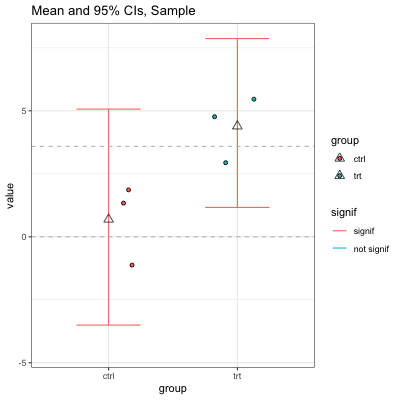 Mean and 95% CIs, Sample
value
5
0
-5
ctrl
trt
group
group
ctrl
trt
signif
signif
not signif